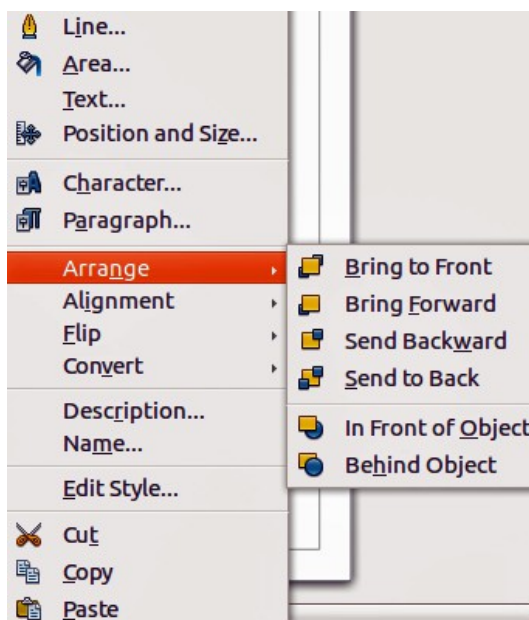 Line...
Area...
Text...
Position and Size...
Character...
Paragraph...
Arrange
Alignment
Flip
Convert
Description...
Name...
Edit Style...
Cut
Copy
Paste
Bring to Front
Bring Forward
Send Backward
Send to Back
In Front of Object
Behind Object